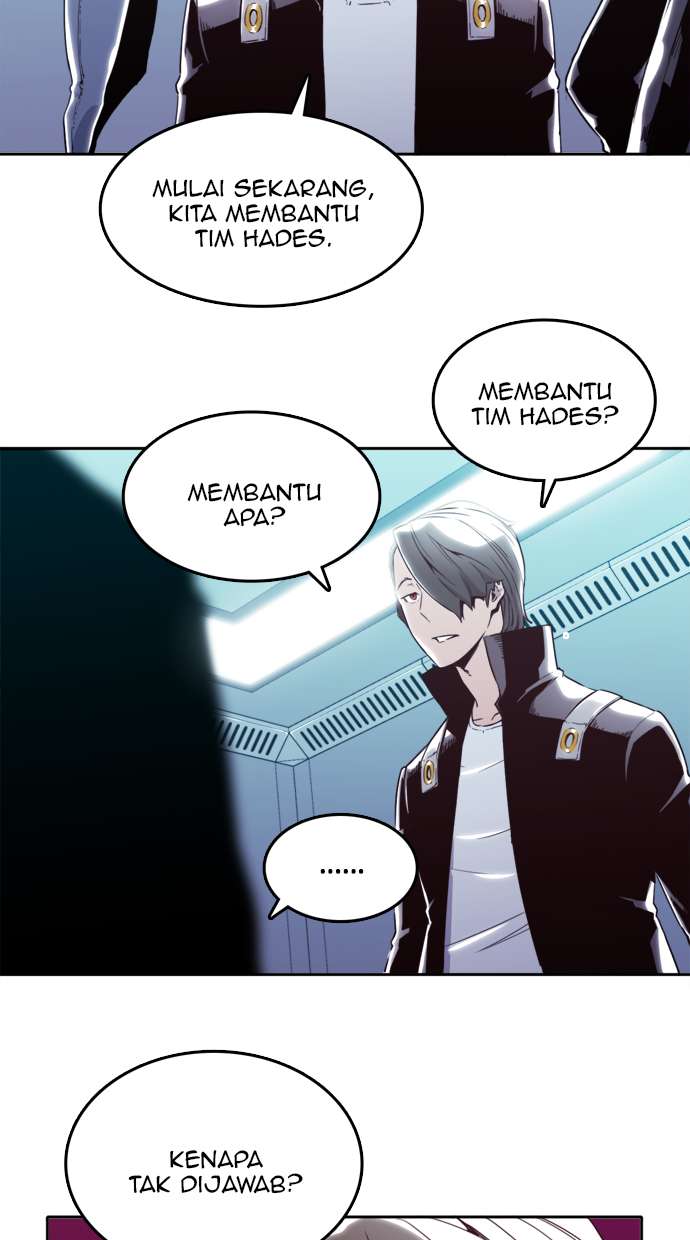 MULAI SEKARANG,
KITA MEMBANTU
TIM HADES.
MEMBANTU
TIM HADES?
MEMBANTU
APA?
......
KENAPA
TAK DIJAWAB?